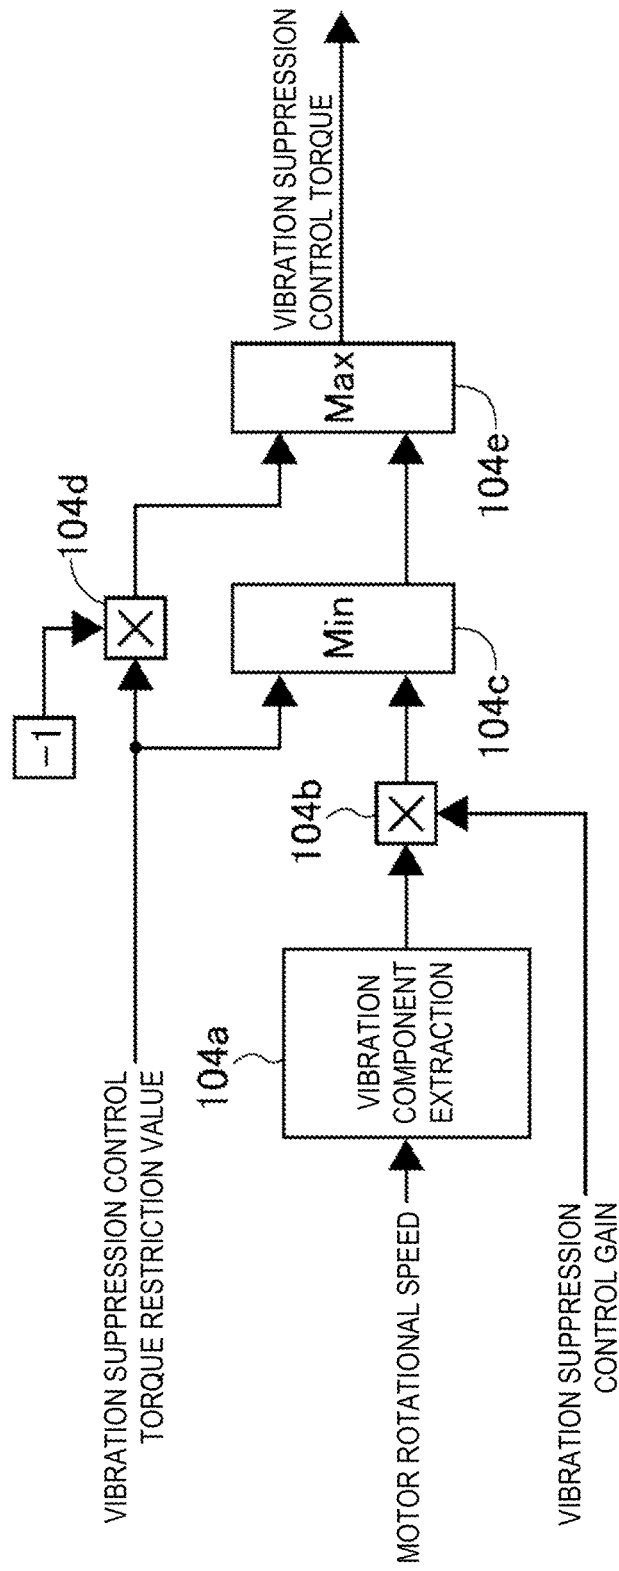 VIBRATION SUPPRESSION CONTROL
TORQUE RESTRICTION VALUE
-1
104d
VIBRATION SUPPRESSION
CONTROL TORQUE
Max
104e
Min
104c
104b
104a
VIBRATION
COMPONENT
EXTRACTION
MOTOR ROTATIONAL SPEED
VIBRATION SUPPRESSION
CONTROL GAIN